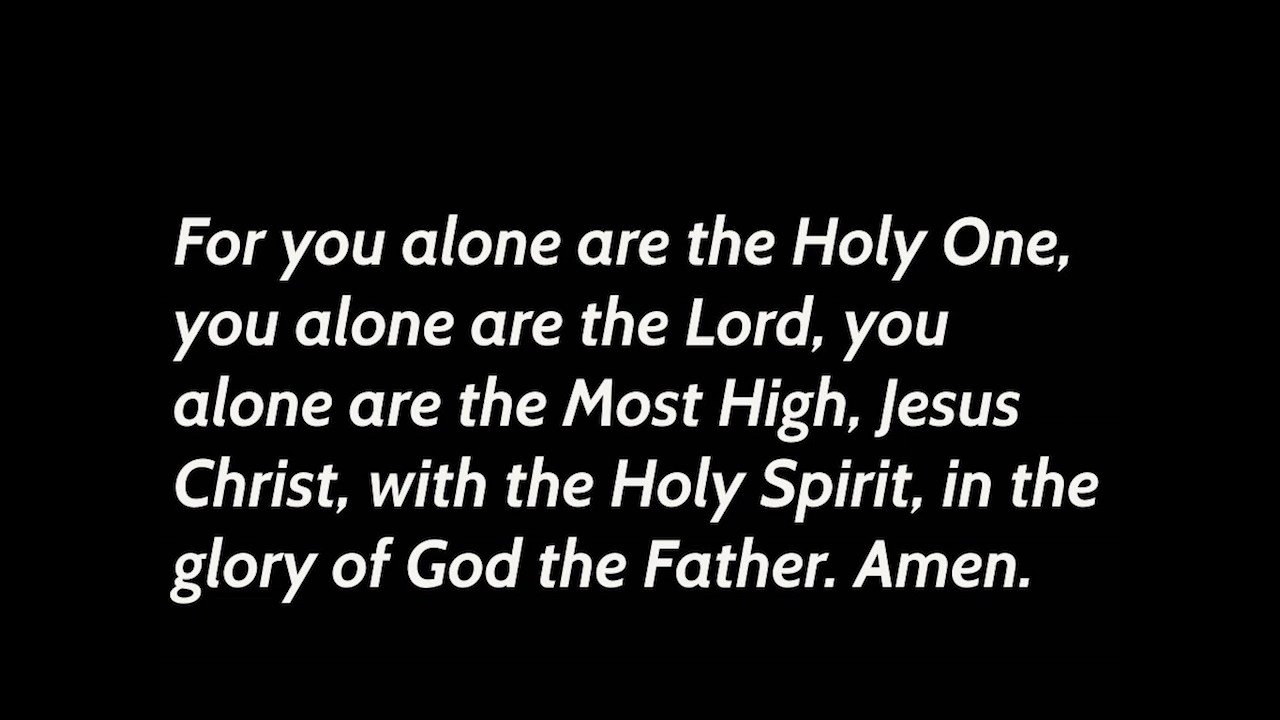 For you alone are the Holy One,
you alone are the Lord, you
alone are the Most High, Jesus
Christ, with the Holy Spirit, in the
glory of God the Father. Amen.